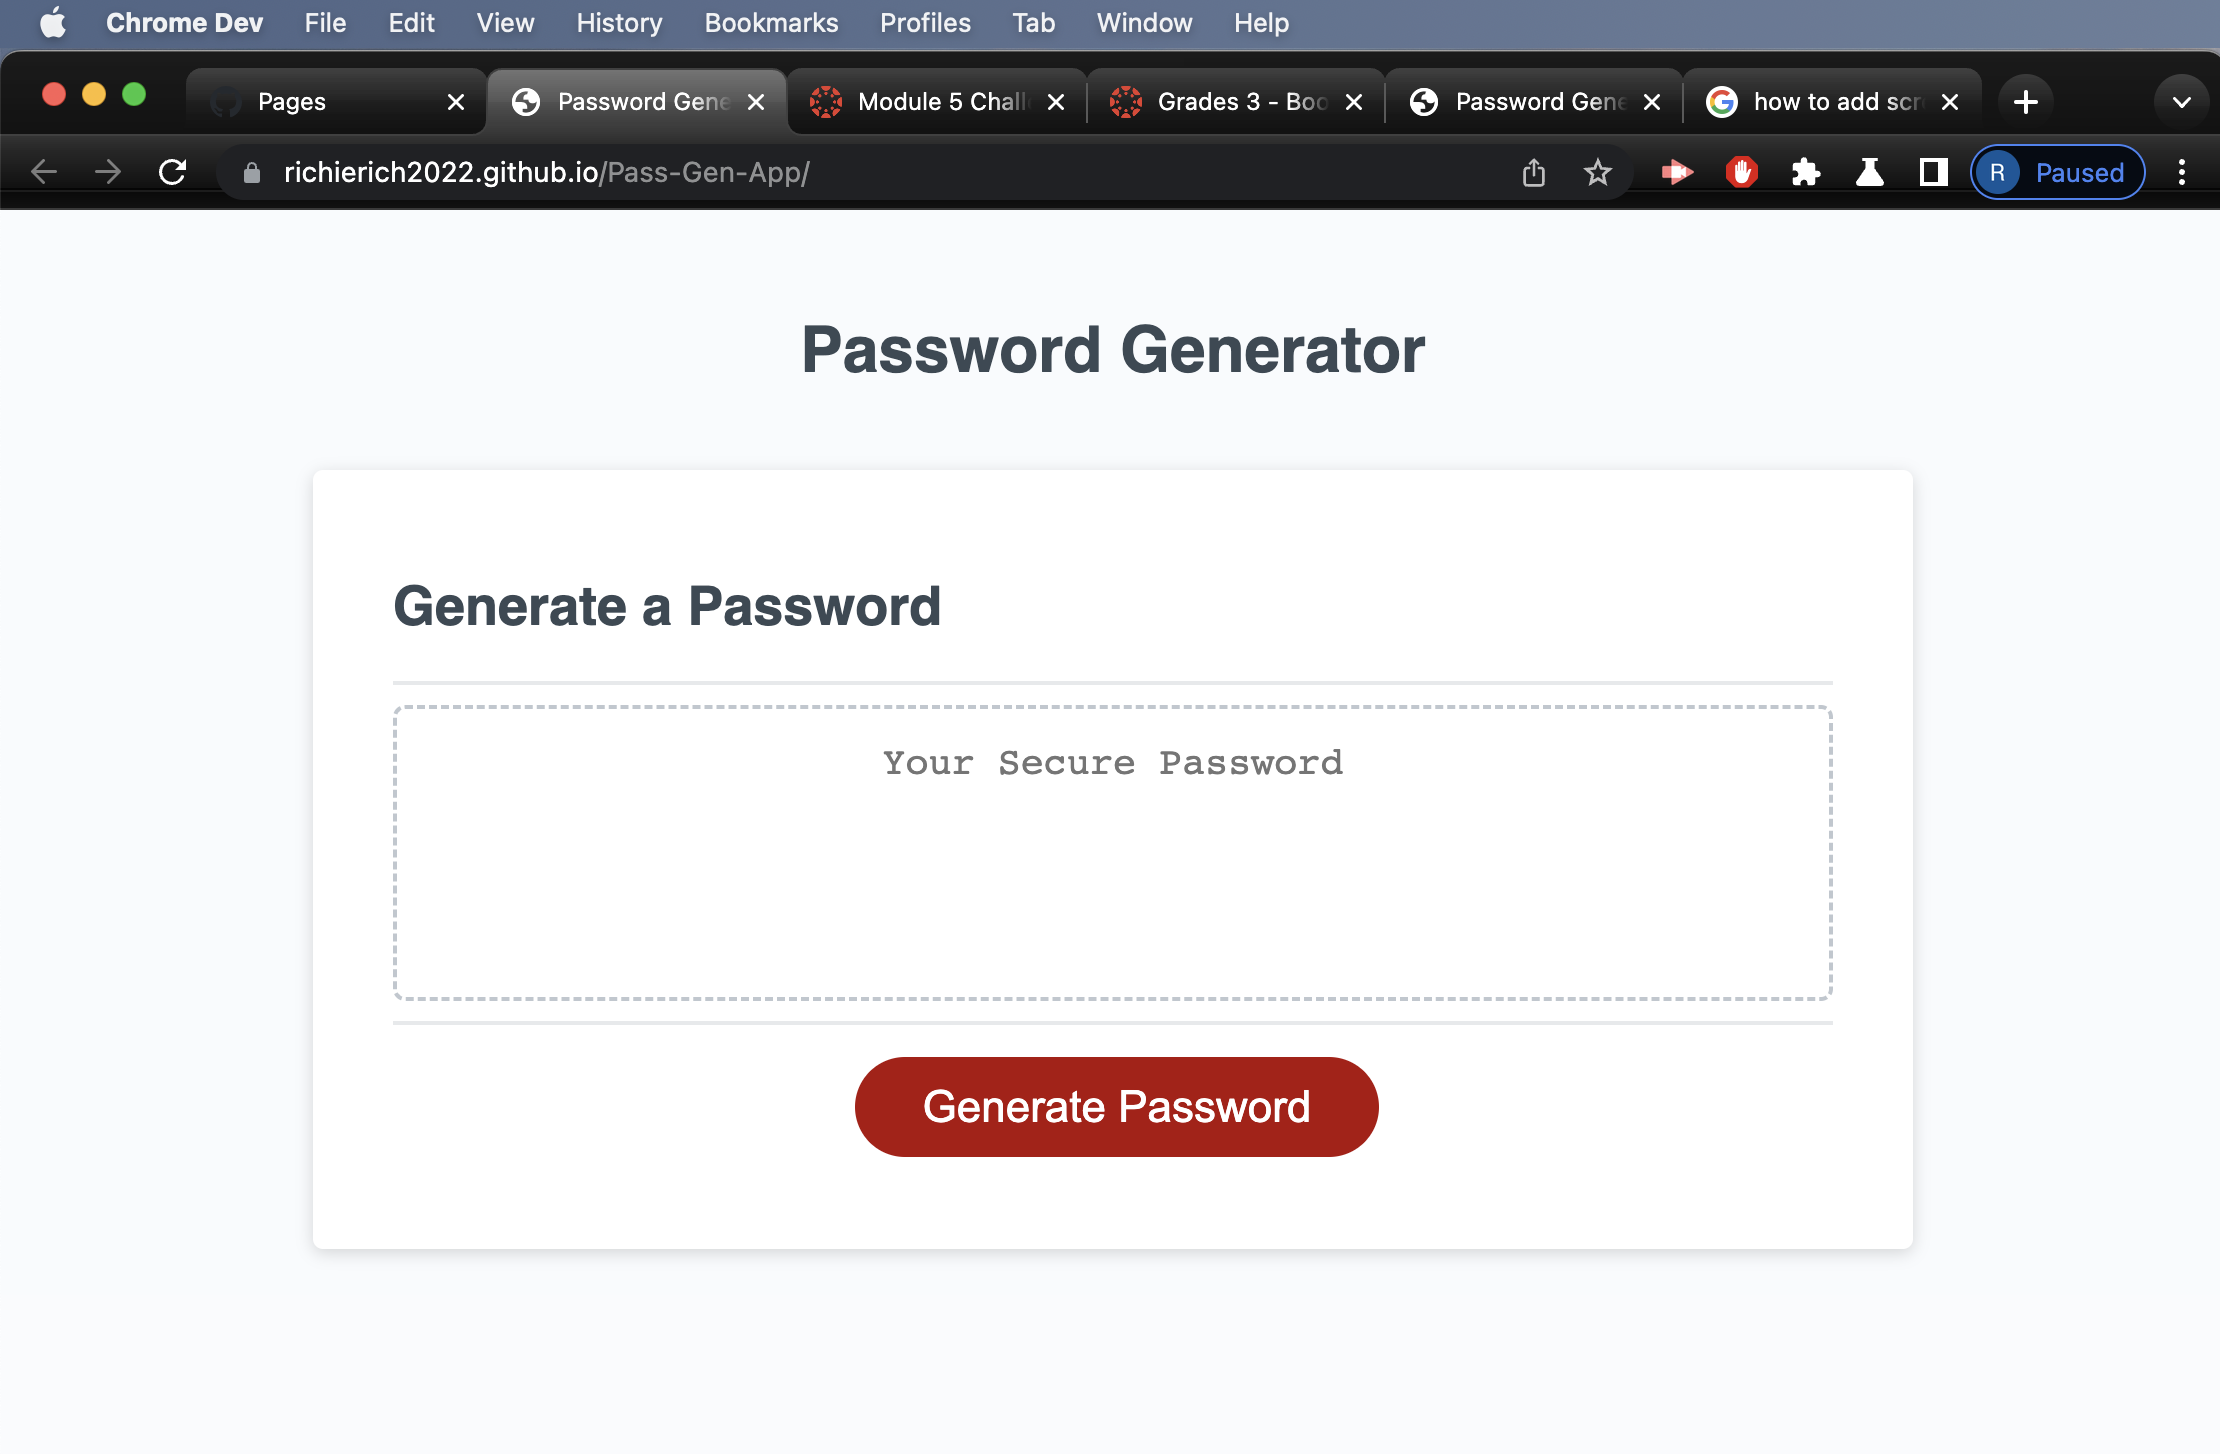 Chrome Dev File Edit View History Bookmarks Profiles Tab Window Help
Pages Password Gene Module 5 Chall Grades 3 - Boo Password Gene how to add scr
richierich2022.github.io/Pass-Gen-App/ R Paused
Password Generator
Generate a Password
Your Secure Password
Generate Password